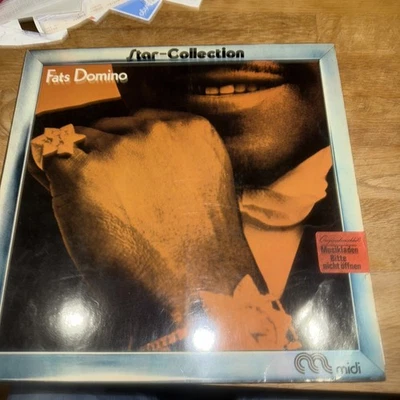 Star-Collection
Fats Domino
Musikladen
Bitte
nicht öffnen
midi